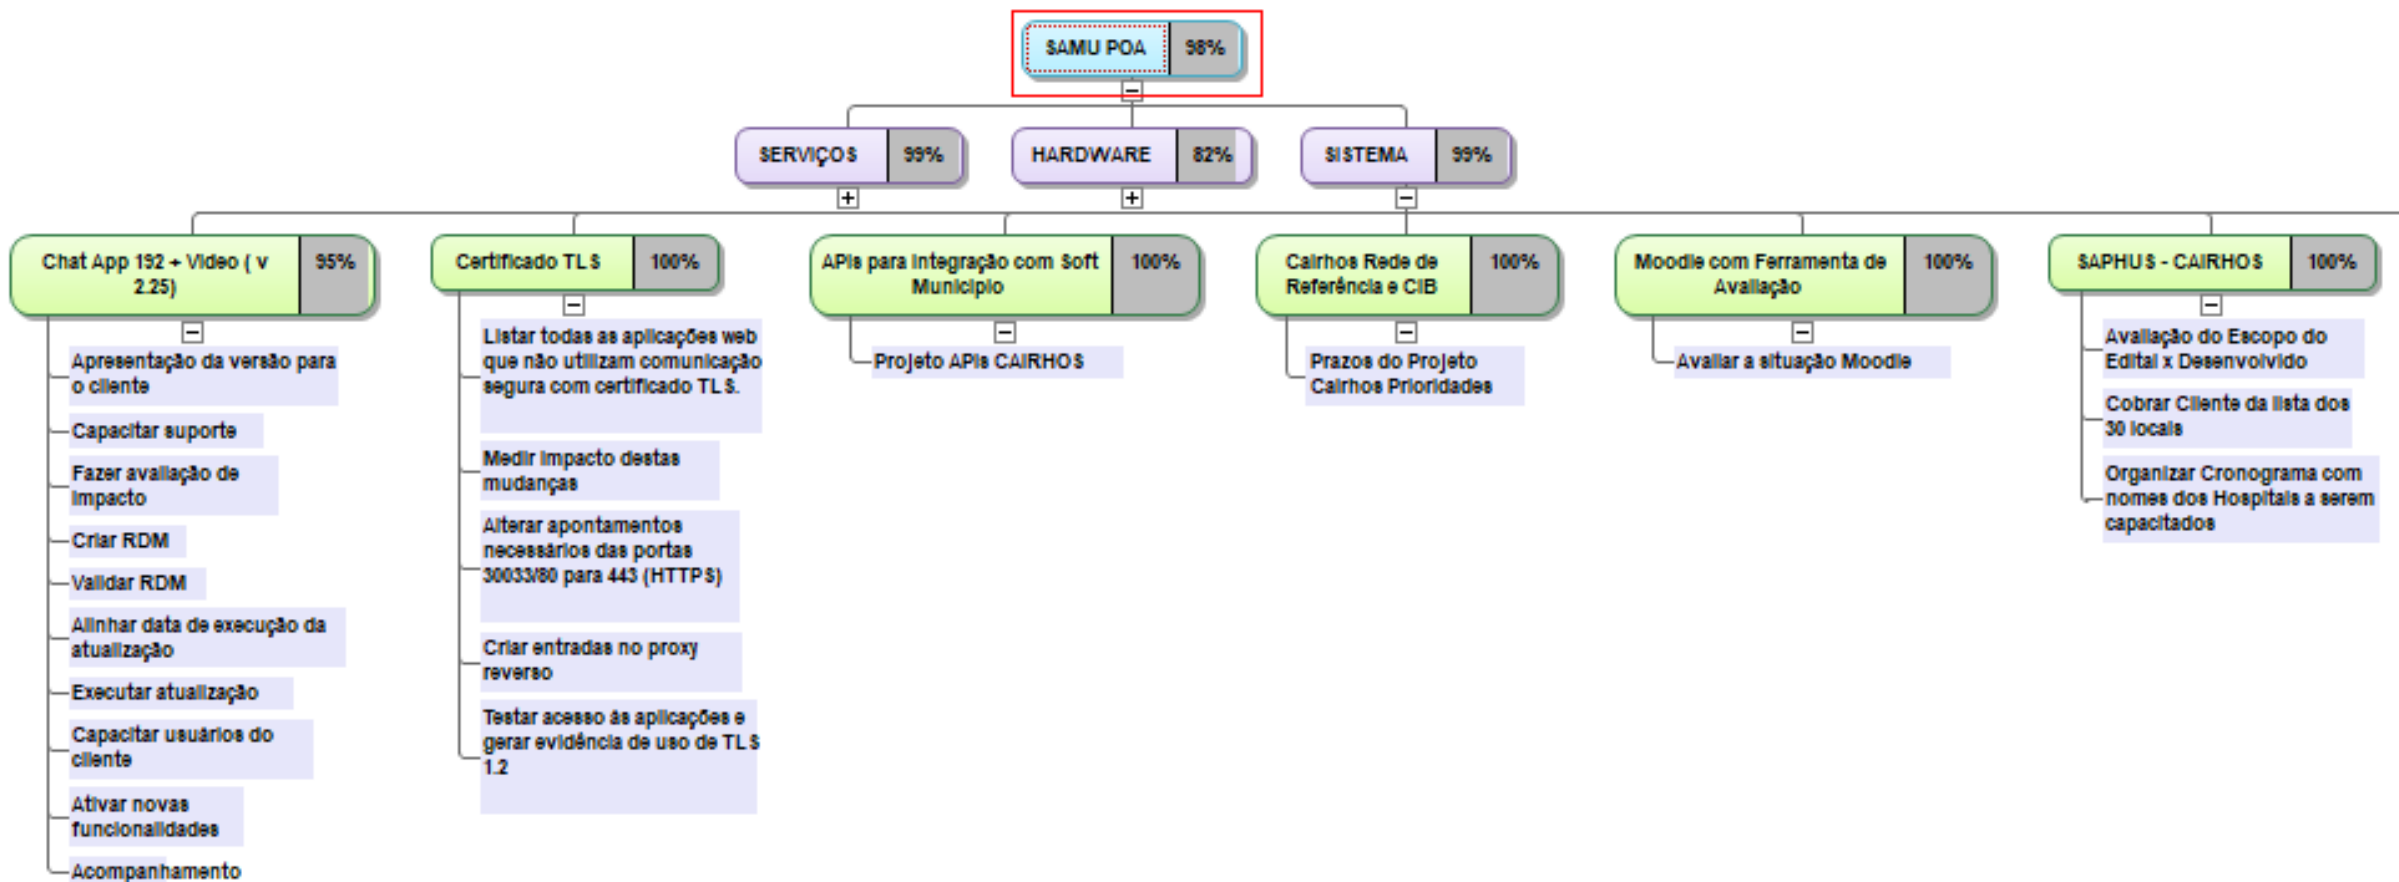 SAMU POA 98%
SERVIÇOS 99%
HARDWARE 82%
SISTEMA 99%
Chat App 192 + Video ( v
2.25)
95%
Apresentação da versão para
o cliente
Capacitar suporte
Fazer avaliação de
Impacto
Criar RDM
Validar RDM
Alinhar data de execução da
atualização
Executar atualização
Capacitar usuários do
cliente
Ativar novas
funcionalidades
Acompanhamento
Certificado TLS 100%
Listar todas as aplicações web
que não utilizam comunicação
segura com certificado TLS.
Medir Impacto destas
mudanças
Alterar apontamentos
necessários das portas
30033/80 para 443 (HTTPS)
Criar entradas no proxy
reverso
Testar acesso ás aplicações e
gerar evidência de uso de TLS
1.2
APIs para Integração com Soft
Municipio
100%
Projeto APIs CAIRHOS
Cairhos Rede de
Referência e CIB
100%
Prazos do Projeto
Cairhos Prioridades
Moodle com Ferramenta de
Avaliação
100%
Avaliar a situação Moodle
SAPHUS - CAIRHOS 100%
Avaliação do Escopo do
Edital x Desenvolvido
Cobrar Cliente da lista dos
30 locais
Organizar Cronograma com
nomes dos Hospitais a serem
capacitados